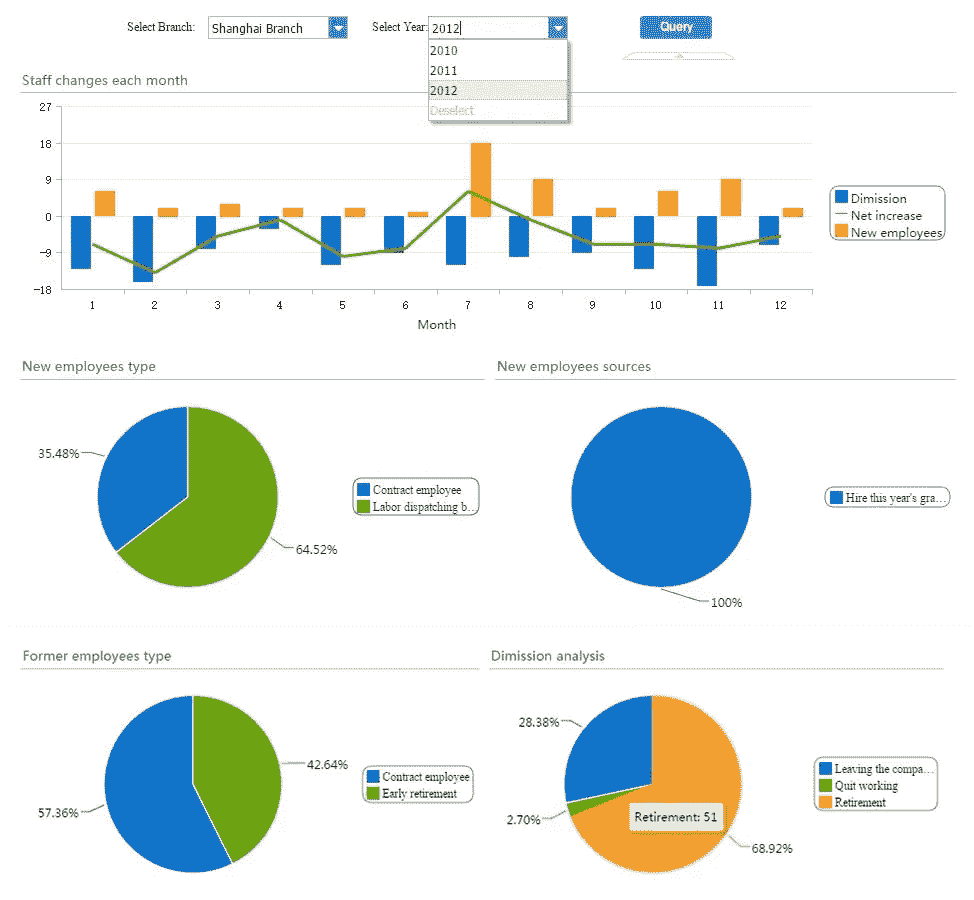 Select Branch: Shanghai Branch Select Year: 2012 Query
2010
2011
2012
Deselect
Staff changes each month
27
18
9
0
-9
-18
1 2 3 4 5 6 7 8 9 10 11 12
Month
Dimission
Net increase
New employees
New employees type
35.48%
64.52%
Contract employee
Labor dispatching b...
New employees sources
100%
Hire this year's gra...
Former employees type
42.64%
57.36%
Contract employee
Early retirement
Dimission analysis
28.38%
2.70%
Retirement: 51
68.92%
Leaving the compa...
Quit working
Retirement